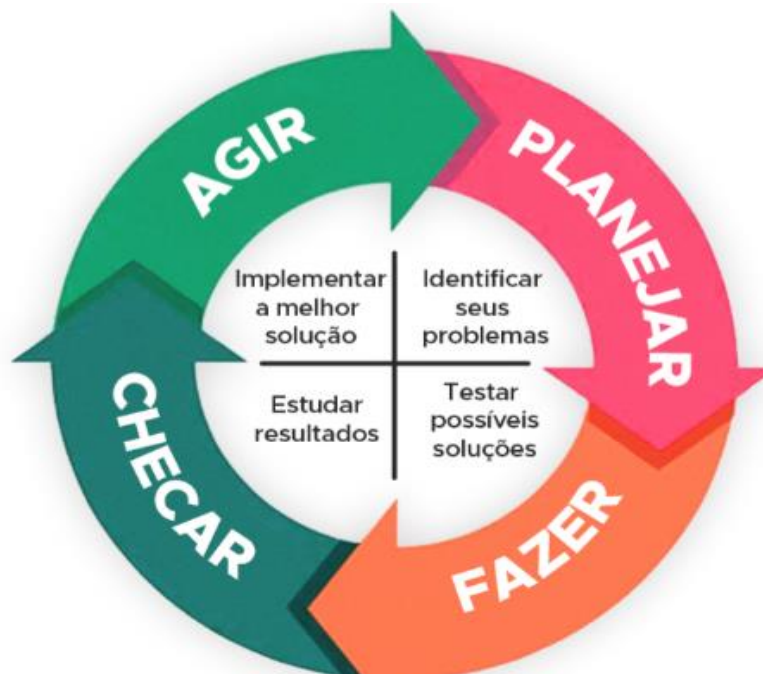 AGIR
PLANEJAR
Implementar
a melhor
solução
Identificar
seus
problemas
Estudar
resultados
Testar
possíveis
soluções
CHECAR
FAZER